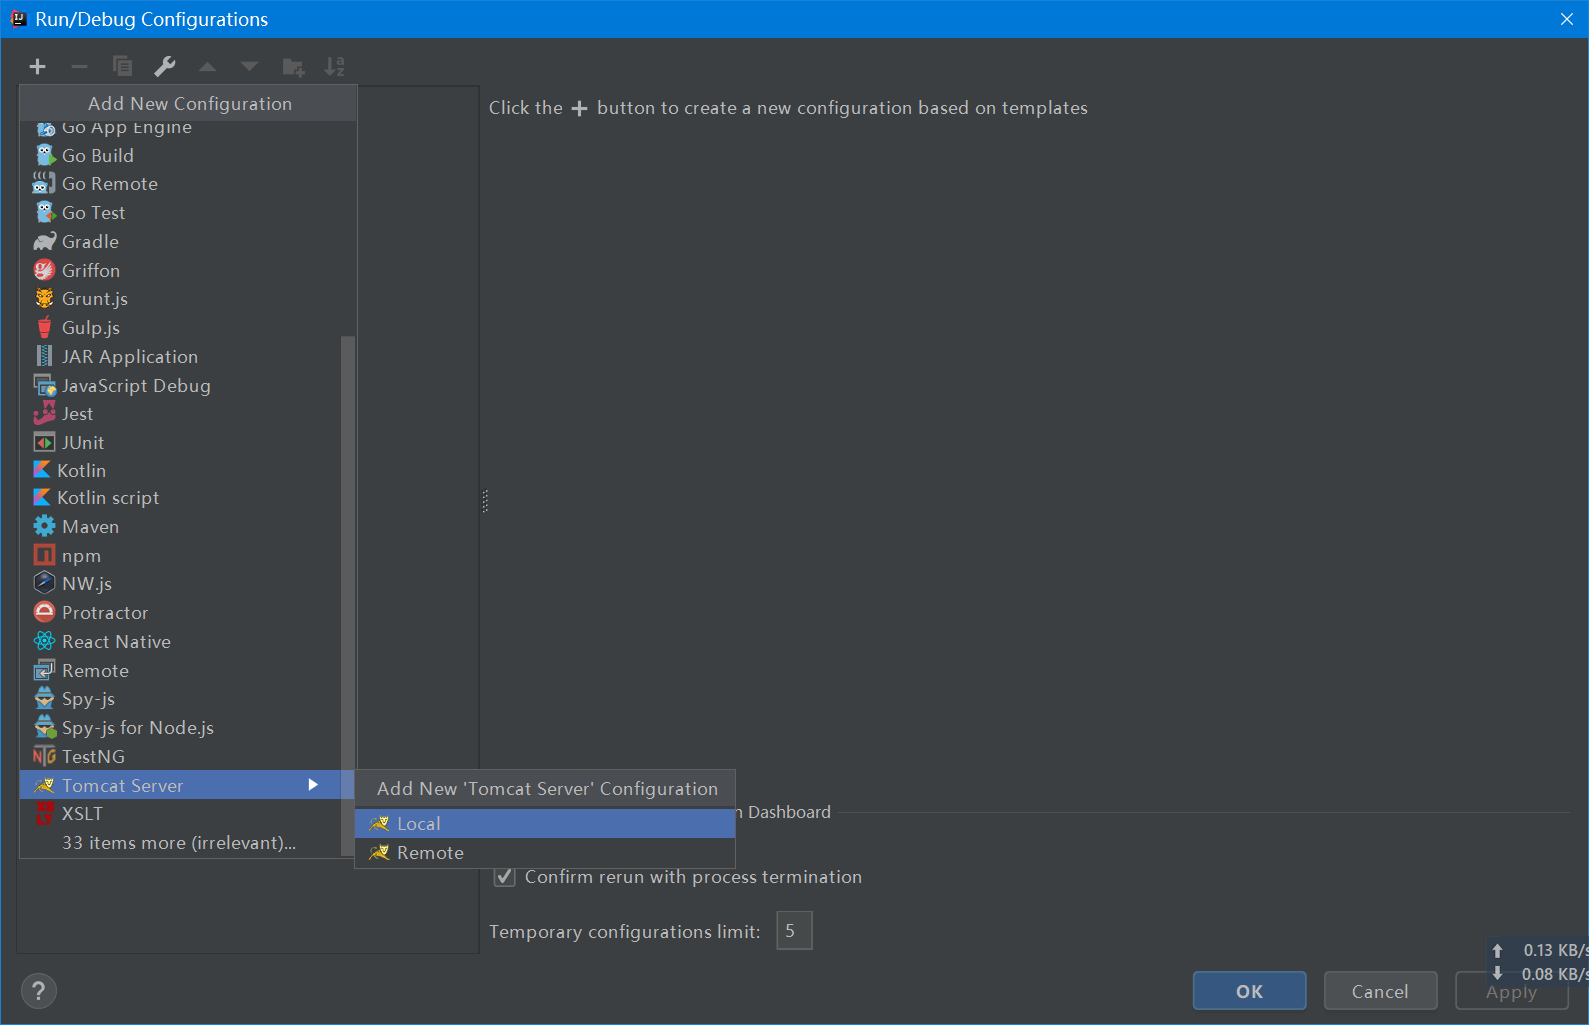 Run/Debug Configurations
Add New Configuration
Click the + button to create a new configuration based on templates
Go App Engine
Go Build
Go Remote
Go Test
Gradle
Griffon
Grunt.js
Gulp.js
JAR Application
JavaScript Debug
Jest
JUnit
Kotlin
Kotlin script
Maven
npm
NW.js
Protractor
React Native
Remote
Spy-js
Spy-js for Node.js
TestNG
Tomcat Server
XSLT
33 items more (irrelevant)...
Add New 'Tomcat Server' Configuration
Local
Remote
n Dashboard
Confirm rerun with process termination
Temporary configurations limit: 5
0.13 KB/s
0.08 KB/s
?
OK
Cancel
Apply